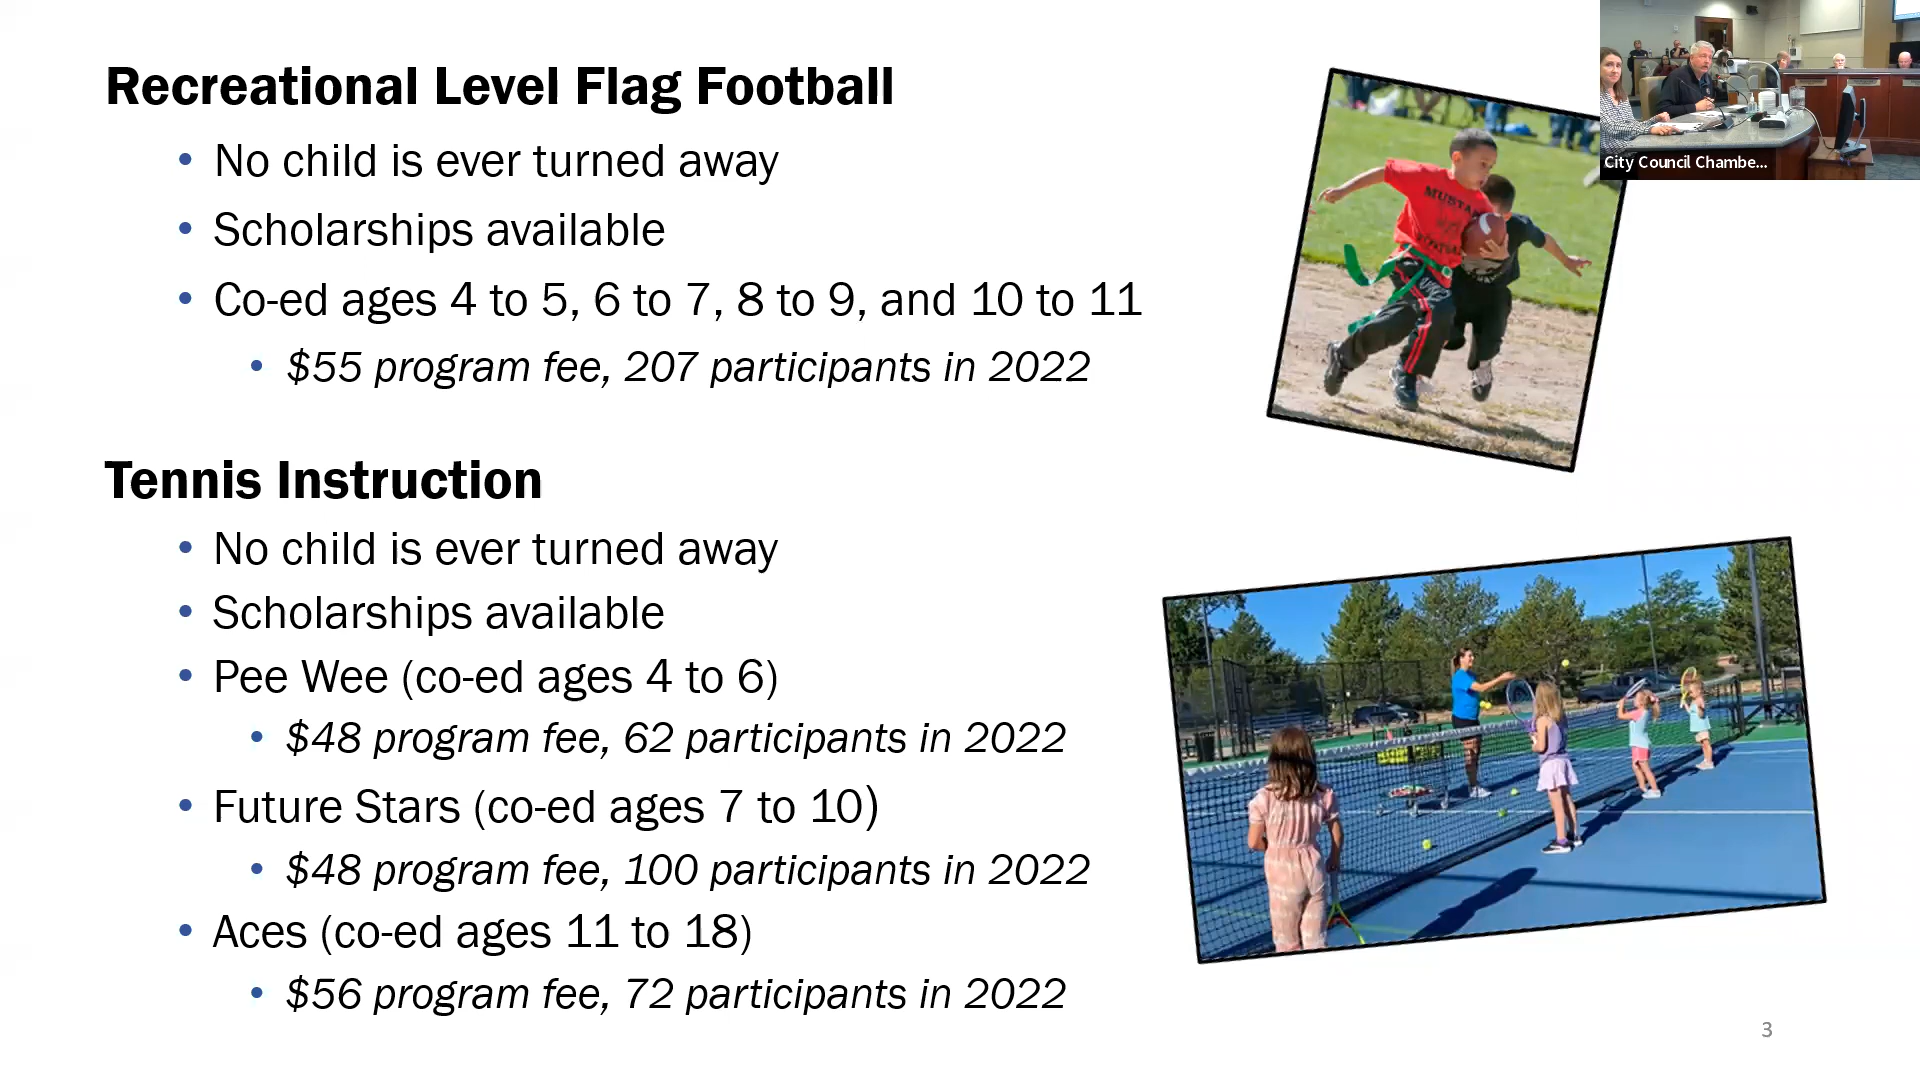 Recreational Level Flag Football
• No child is ever turned away
• Scholarships available
• Co-ed ages 4 to 5, 6 to 7, 8 to 9, and 10 to 11
• $55 program fee, 207 participants in 2022
Tennis Instruction
• No child is ever turned away
• Scholarships available
• Pee Wee (co-ed ages 4 to 6)
• $48 program fee, 62 participants in 2022
• Future Stars (co-ed ages 7 to 10)
• $48 program fee, 100 participants in 2022
• Aces (co-ed ages 11 to 18)
• $56 program fee, 72 participants in 2022
City Council Chambe...
MUSTAN
3